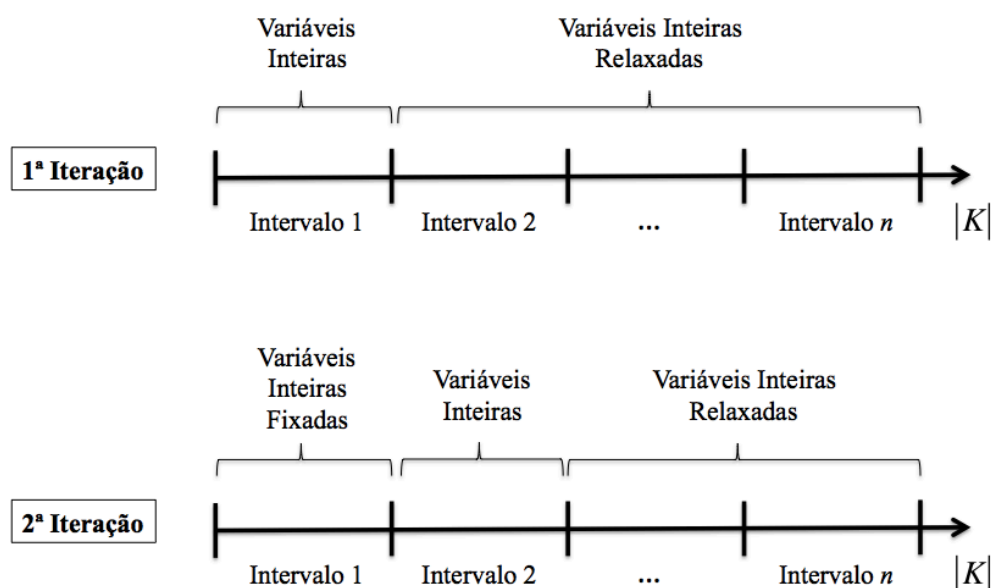 Variáveis
Inteiras
Variáveis Inteiras
Relaxadas
1ª Iteração
Intervalo 1
Intervalo 2
...
Intervalo n
|K|
Variáveis
Inteiras
Fixadas
Variáveis
Inteiras
Variáveis Inteiras
Relaxadas
2ª Iteração
Intervalo 1
Intervalo 2
...
Intervalo n
|K|